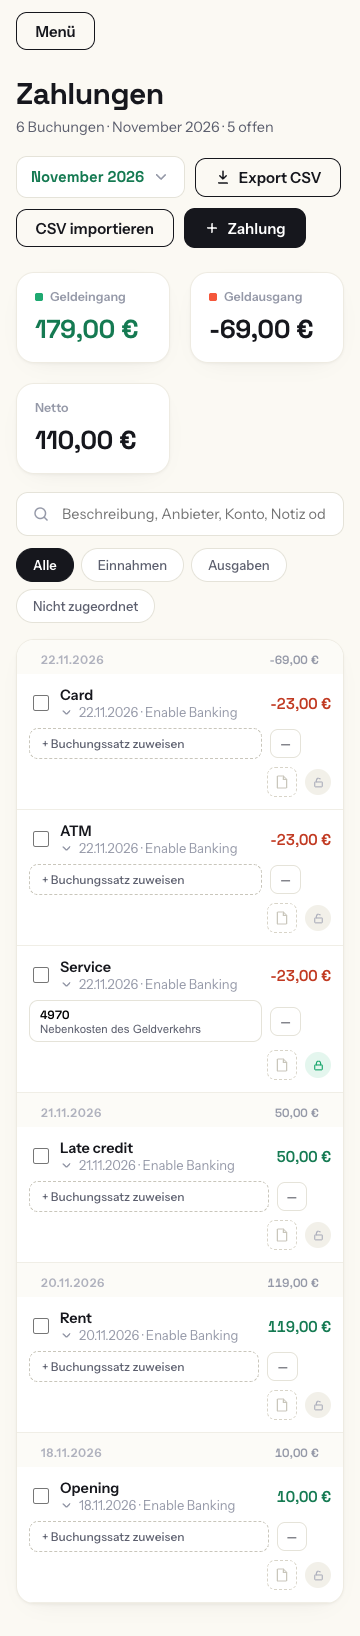 Menü
Zahlungen
6 Buchungen · November 2026 · 5 offen
November 2026
Export CSV
CSV importieren
+ Zahlung
Geldeingang
179,00 €
Geldausgang
-69,00 €
Netto
110,00 €
Beschreibung, Anbieter, Konto, Notiz od
Alle
Einnahmen
Ausgaben
Nicht zugeordnet
22.11.2026 -69,00 €
Card -23,00 €
22.11.2026 · Enable Banking
+ Buchungssatz zuweisen –
ATM -23,00 €
22.11.2026 · Enable Banking
+ Buchungssatz zuweisen –
Service -23,00 €
22.11.2026 · Enable Banking
4970
Nebenkosten des Geldverkehrs –
21.11.2026 50,00 €
Late credit 50,00 €
21.11.2026 · Enable Banking
+ Buchungssatz zuweisen –
20.11.2026 119,00 €
Rent 119,00 €
20.11.2026 · Enable Banking
+ Buchungssatz zuweisen –
18.11.2026 10,00 €
Opening 10,00 €
18.11.2026 · Enable Banking
+ Buchungssatz zuweisen –